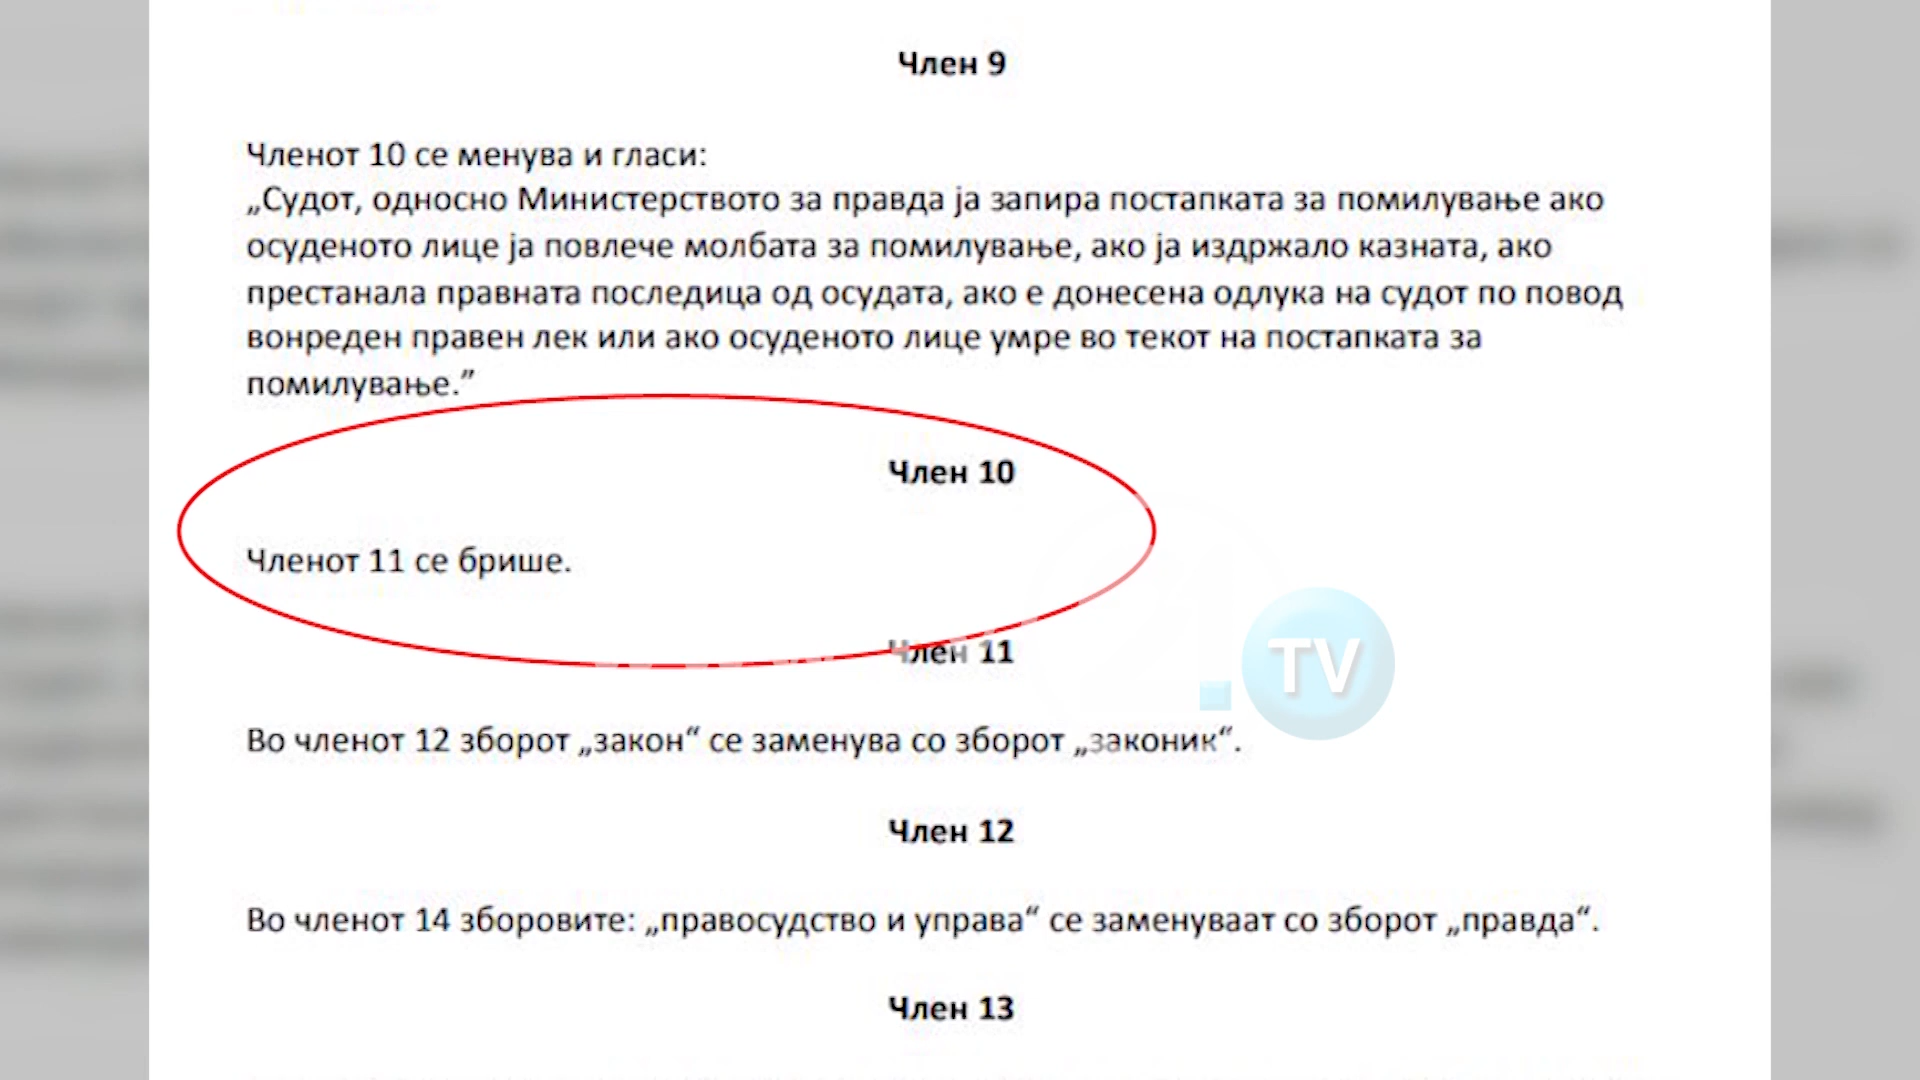 Член 9
Членот 10 се менува и гласи:
„Судот, односно Министерството за правда ја запира постапката за помилување ако
осуденото лице ја повлече молбата за помилување, ако ја издржало казната, ако
престанала правната последица од осудата, ако е донесена одлука на судот по повод
вонреден правен лек или ако осуденото лице умре во текот на постапката за
помилување.”
Член 10
Членот 11 се брише.
Член 11
TV
Во членот 12 зборот „закон“ се заменува со зборот „законик“.
Член 12
Во членот 14 зборовите: „правосудство и управа“ се заменуваат со зборот „правда“.
Член 13